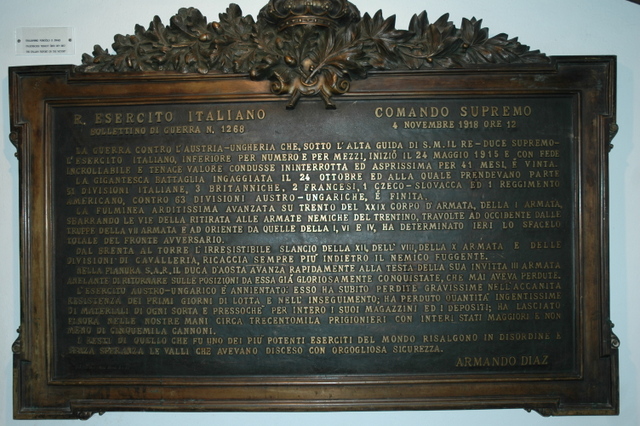 R. ESERCITO ITALIANO
COMANDO SUPREMO
BOLLETTINO DI GUERRA N. 1268
4 NOVEMBRE 1918 ORE 12
LA GUERRA CONTRO L'AUSTRIA-UNGHERIA CHE, SOTTO L'ALTA GUIDA DI S.M. IL RE-DUCE SUPREMO-
L'ESERCITO ITALIANO, INFERIORE PER NUMERO E PER MEZZI, INIZIÒ IL 24 MAGGIO 1915 E CON FEDE
INCROLLABILE E TENACE VALORE CONDUSSE ININTERROTTA ED ASPRISSIMA PER 41 MESI, È VINTA.
LA GIGANTESCA BATTAGLIA INGAGGIATA IL 24 OTTOBRE ED ALLA QUALE PRENDEVANO PARTE
DIVISIONI ITALIANE, 3 BRITANNICHE, 2 FRANCESI, 1 CZECO-SLOVACCA ED 1 REGGIMENTO
AMERICANO, CONTRO 63 DIVISIONI AUSTRO-UNGARICHE, È FINITA.
LA FULMINEA ARDITISSIMA AVANZATA SU TRENTO DEL XXIX CORPO D'ARMATA, DELLA I ARMATA,
SBARRANDO LE VIE DELLA RITIRATA ALLE ARMATE NEMICHE DEL TRENTINO, TRAVOLTE AD OCCIDENTE DALLE
TRUPPE DELLA VII ARMATA E AD ORIENTE DA QUELLE DELLA I, VI E IV, HA DETERMINATO IERI LO SFACELO
TOTALE DEL FRONTE AVVERSARIO.
DAL BRENTA AL TORRE L'IRRESISTIBILE SLANCIO DELLA XII, DELL'VIII, DELLA X ARMATA E DELLE
DIVISIONI DI CAVALLERIA, RICACCIA SEMPRE PIÙ INDIETRO IL NEMICO FUGGENTE.
NELLA PIANURA S.A.R. IL DUCA D'AOSTA AVANZA RAPIDAMENTE ALLA TESTA DELLA SUA INVITTA III ARMATA
ANELANTE DI RITORNARE SULLE POSIZIONI DA ESSA GIÀ GLORIOSAMENTE CONQUISTATE, CHE MAI AVEVA PERDUTE.
L'ESERCITO AUSTRO-UNGARICO È ANNIENTATO: ESSO HA SUBITO PERDITE GRAVISSIME NELL'ACCANITA
RESISTENZA DEI PRIMI GIORNI DI LOTTA E NELL'INSEGUIMENTO, HA PERDUTO QUANTITA' INGENTISSIME
DI MATERIALI DI OGNI SORTA E PRESSOCHE' PER INTERO I SUOI MAGAZZINI ED I DEPOSITI; HA LASCIATO
FINORA NELLE NOSTRE MANI CIRCA TRECENTOMILA PRIGIONIERI CON INTERI STATI MAGGIORI E NON
MENO DI CINQUEMILA CANNONI.
I RESTI DI QUELLO CHE FU UNO DEI PIÙ POTENTI ESERCITI DEL MONDO RISALGONO IN DISORDINE E
SENZA SPERANZA LE VALLI CHE AVEVANO DISCESO CON ORGOGLIOSA SICUREZZA.
ARMANDO DIAZ